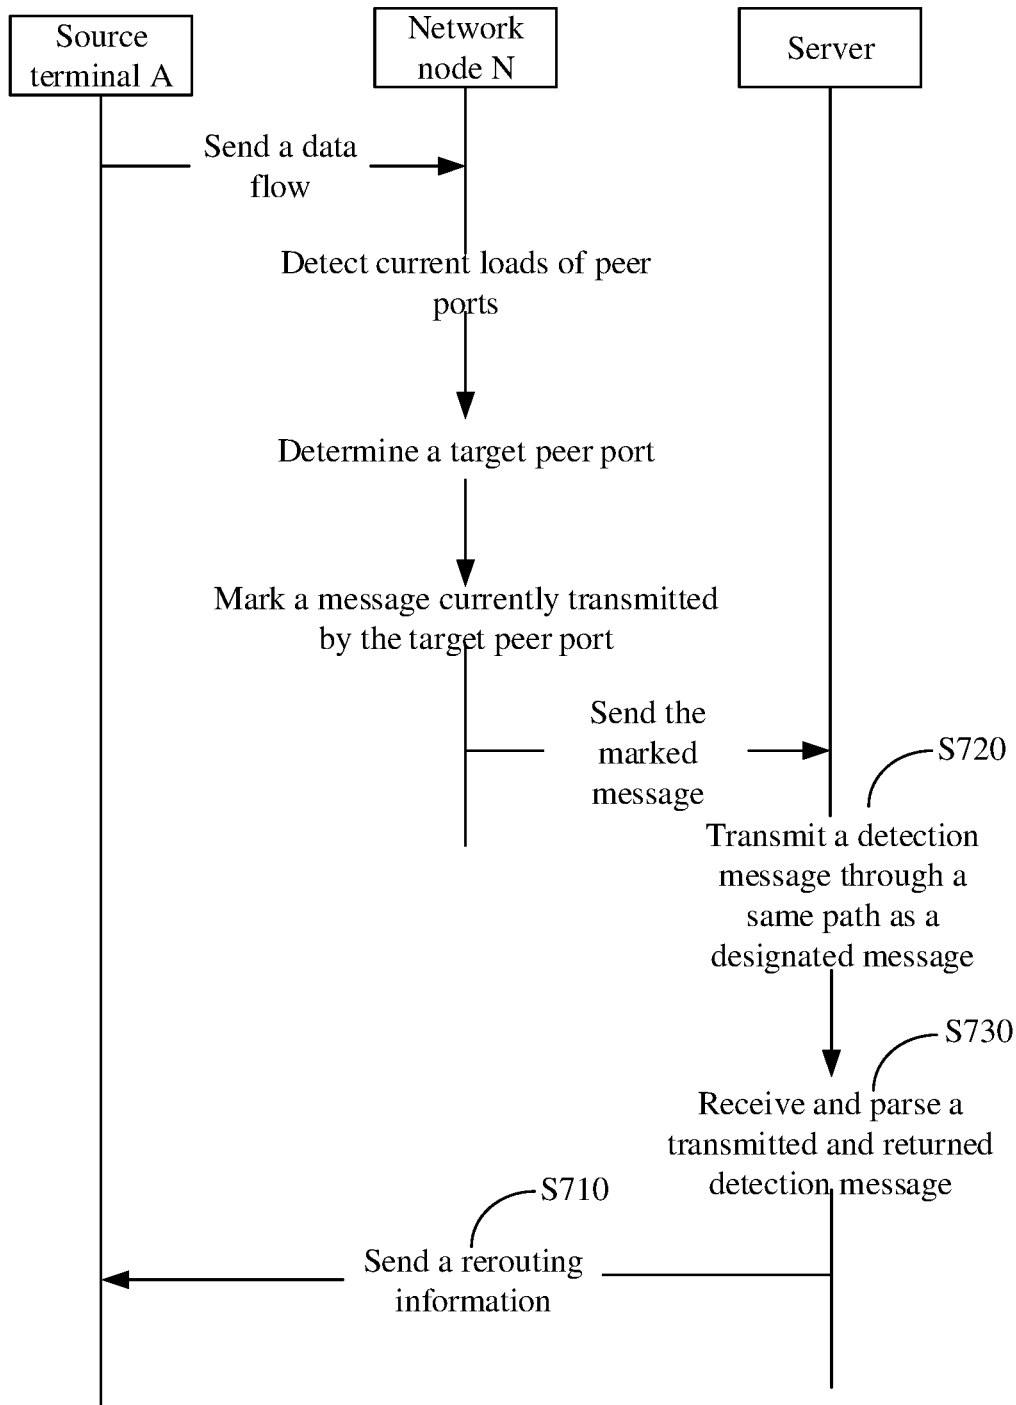 Source
terminal A
Network
node N
Server
Send a data
flow
Detect current loads of peer
ports
Determine a target peer port
Mark a message currently transmitted
by the target peer port
Send the
marked
message
S720
Transmit a detection
message through a
same path as a
designated message
S730
Receive and parse a
transmitted and returned
detection message
S710
Send a rerouting
information